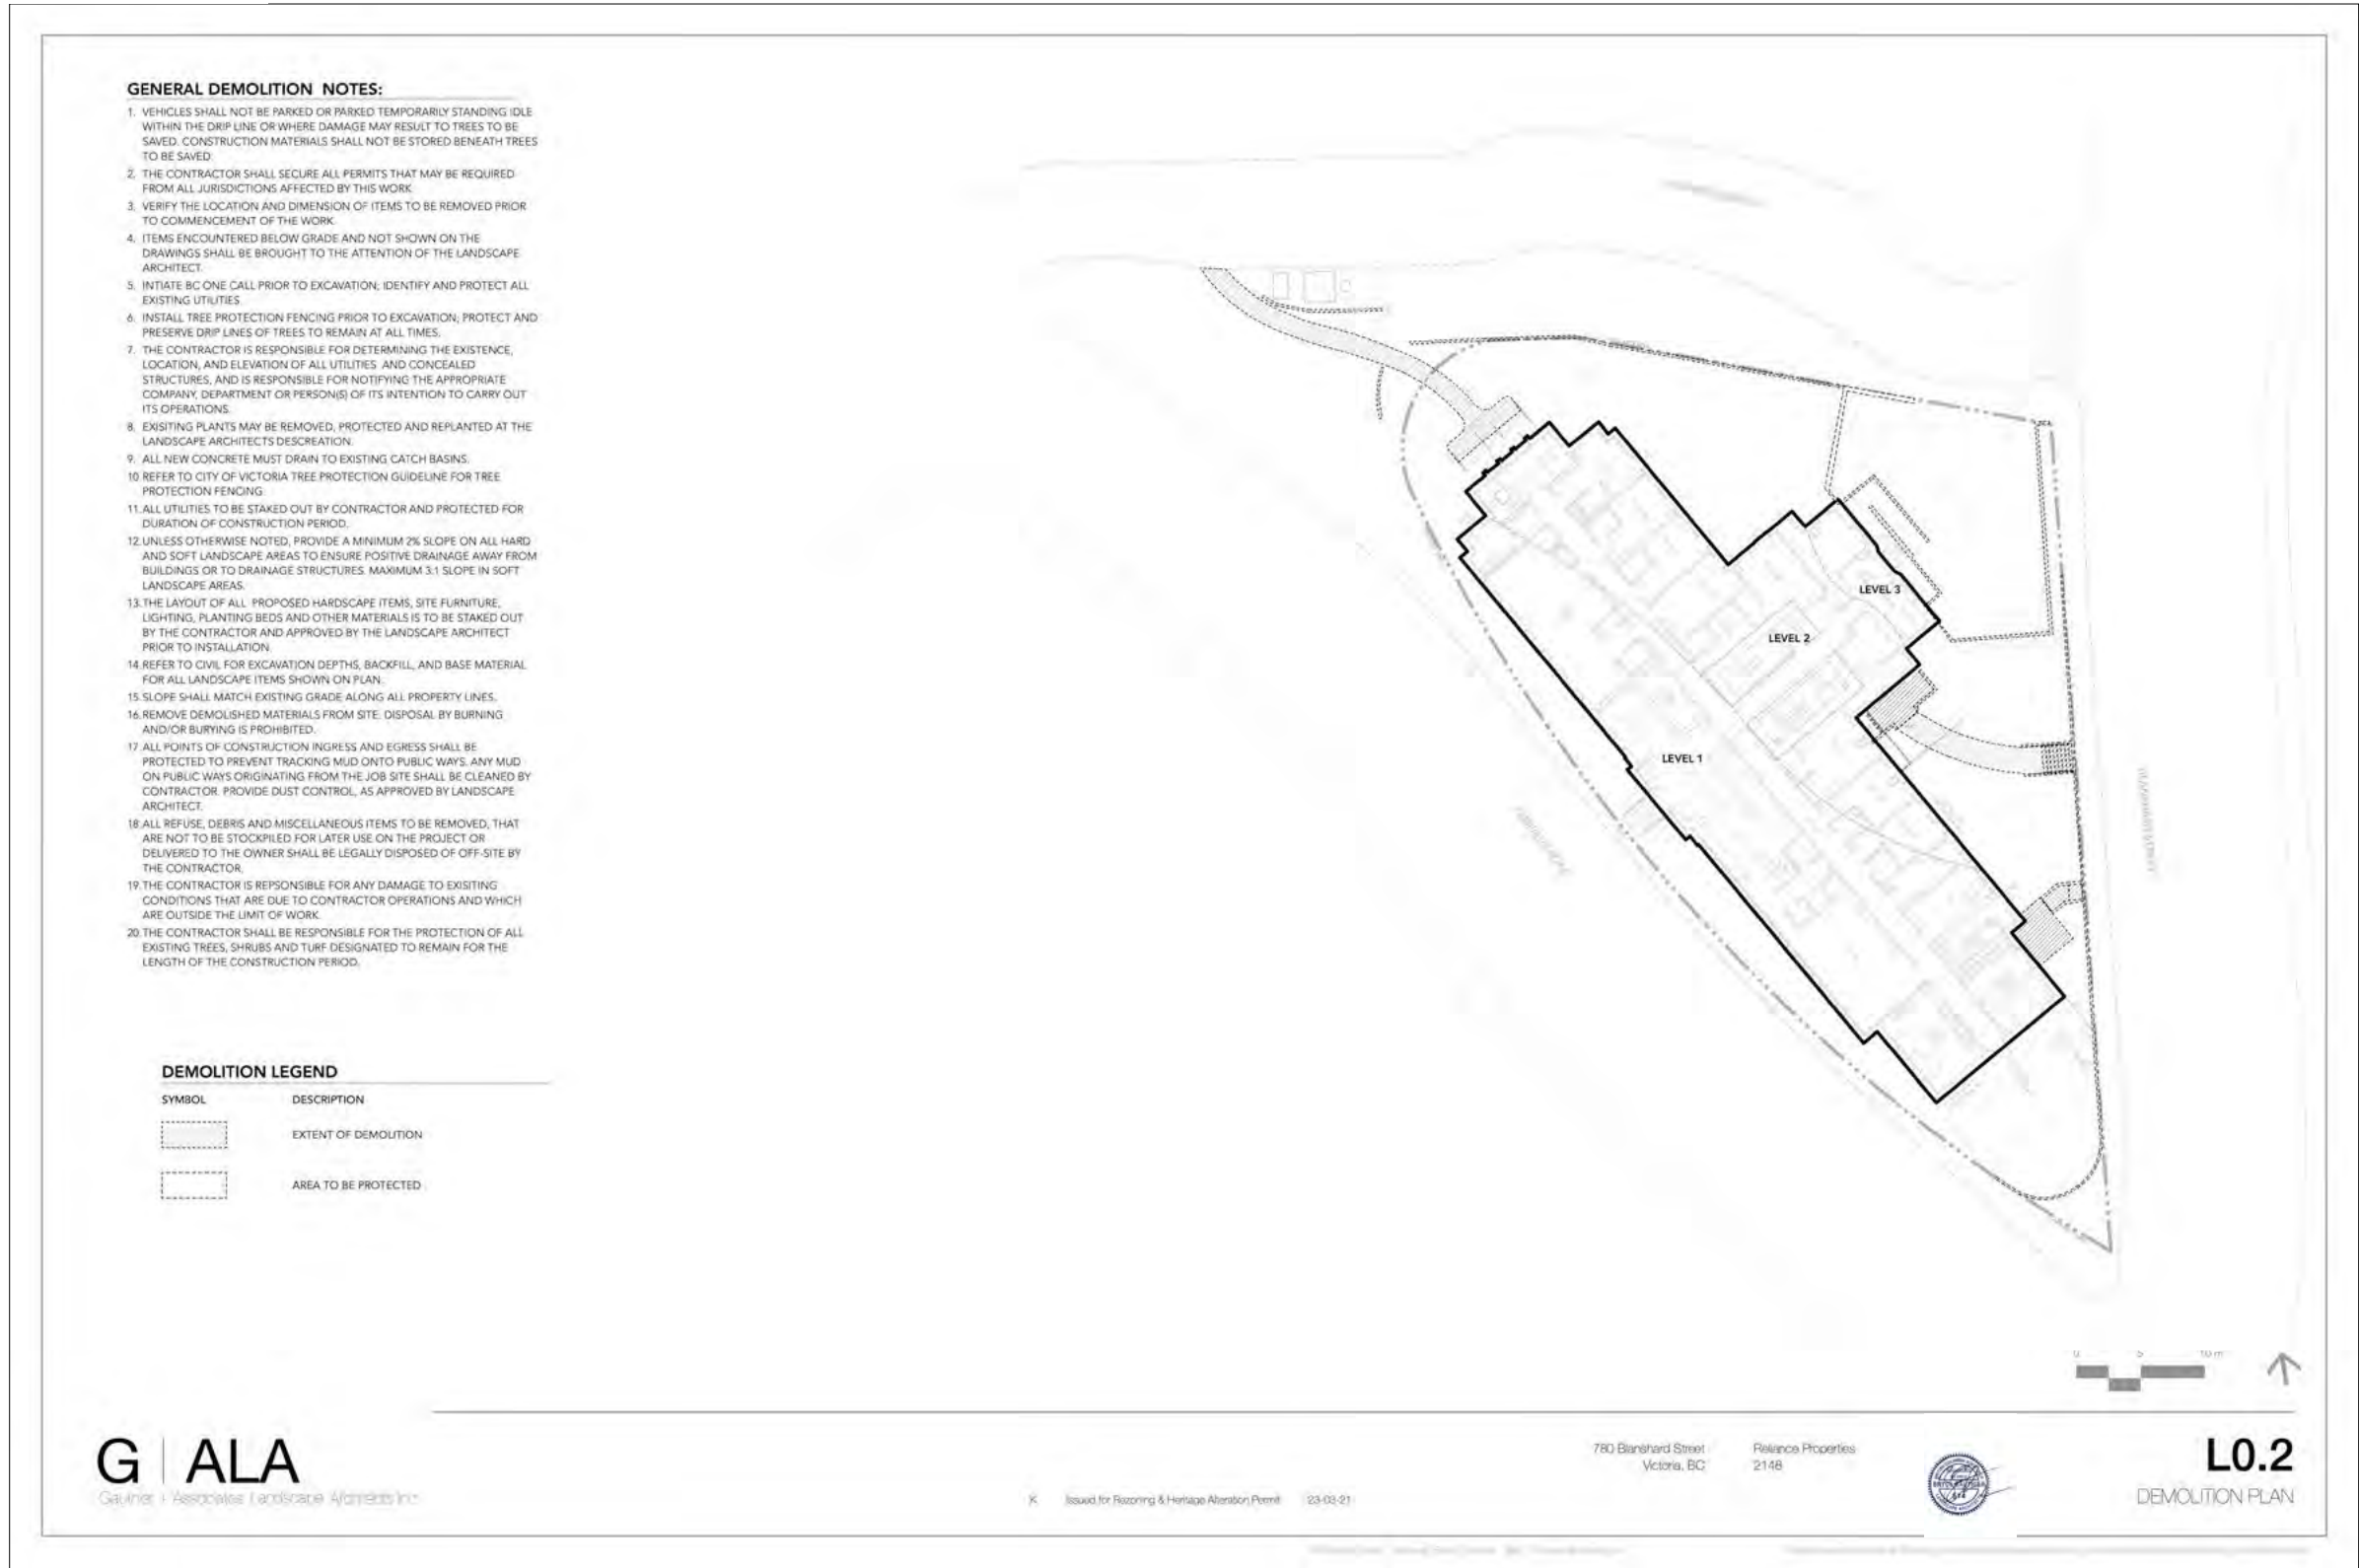 GENERAL DEMOLITION NOTES:
1. VEHICLES SHALL NOT BE PARKED OR PARKED TEMPORARILY STANDING IDLE
WITHIN THE DRIP LINE OR WHERE DAMAGE MAY RESULT TO TREES TO BE
SAVED. CONSTRUCTION MATERIALS SHALL NOT BE STORED BENEATH TREES
TO BE SAVED.
2. THE CONTRACTOR SHALL SECURE ALL PERMITS THAT MAY BE REQUIRED
FROM ALL JURISDICTIONS AFFECTED BY THIS WORK.
3. VERIFY THE LOCATION AND DIMENSION OF ITEMS TO BE REMOVED PRIOR
TO COMMENCEMENT OF THE WORK.
4. ITEMS ENCOUNTERED BELOW GRADE AND NOT SHOWN ON THE
DRAWINGS SHALL BE BROUGHT TO THE ATTENTION OF THE LANDSCAPE
ARCHITECT.
5. INTIATE BC ONE CALL PRIOR TO EXCAVATION; IDENTIFY AND PROTECT ALL
EXISTING UTILITIES.
6. INSTALL TREE PROTECTION FENCING PRIOR TO EXCAVATION; PROTECT AND
PRESERVE DRIP LINES OF TREES TO REMAIN AT ALL TIMES.
7. THE CONTRACTOR IS RESPONSIBLE FOR DETERMINING THE EXISTENCE,
LOCATION, AND ELEVATION OF ALL UTILITIES AND CONCEALED
STRUCTURES, AND IS RESPONSIBLE FOR NOTIFYING THE APPROPRIATE
COMPANY, DEPARTMENT OR PERSON(S) OF ITS INTENTION TO CARRY OUT
ITS OPERATIONS.
8. EXISITING PLANTS MAY BE REMOVED, PROTECTED AND REPLANTED AT THE
LANDSCAPE ARCHITECTS DESCREATION.
9. ALL NEW CONCRETE MUST DRAIN TO EXISTING CATCH BASINS.
10. REFER TO CITY OF VICTORIA TREE PROTECTION GUIDELINE FOR TREE
PROTECTION FENCING.
11. ALL UTILITIES TO BE STAKED OUT BY CONTRACTOR AND PROTECTED FOR
DURATION OF CONSTRUCTION PERIOD.
12. UNLESS OTHERWISE NOTED, PROVIDE A MINIMUM 2% SLOPE ON ALL HARD
AND SOFT LANDSCAPE AREAS TO ENSURE POSITIVE DRAINAGE AWAY FROM
BUILDINGS OR TO DRAINAGE STRUCTURES. MAXIMUM 3:1 SLOPE IN SOFT
LANDSCAPE AREAS.
13. THE LAYOUT OF ALL PROPOSED HARDSCAPE ITEMS, SITE FURNITURE,
LIGHTING, PLANTING BEDS AND OTHER MATERIALS IS TO BE STAKED OUT
BY THE CONTRACTOR AND APPROVED BY THE LANDSCAPE ARCHITECT
PRIOR TO INSTALLATION.
14. REFER TO CIVIL FOR EXCAVATION DEPTHS, BACKFILL, AND BASE MATERIAL
FOR ALL LANDSCAPE ITEMS SHOWN ON PLAN.
15. SLOPE SHALL MATCH EXISTING GRADE ALONG ALL PROPERTY LINES.
16. REMOVE DEMOLISHED MATERIALS FROM SITE. DISPOSAL BY BURNING
AND/OR BURYING IS PROHIBITED.
17. ALL POINTS OF CONSTRUCTION INGRESS AND EGRESS SHALL BE
PROTECTED TO PREVENT TRACKING MUD ONTO PUBLIC WAYS. ANY MUD
ON PUBLIC WAYS ORIGINATING FROM THE JOB SITE SHALL BE CLEANED BY
CONTRACTOR. PROVIDE DUST CONTROL, AS APPROVED BY LANDSCAPE
ARCHITECT.
18. ALL REFUSE, DEBRIS AND MISCELLANEOUS ITEMS TO BE REMOVED, THAT
ARE NOT TO BE STOCKPILED FOR LATER USE ON THE PROJECT OR
DELIVERED TO THE OWNER SHALL BE LEGALLY DISPOSED OF OFF-SITE BY
THE CONTRACTOR.
19. THE CONTRACTOR IS REPSONSIBLE FOR ANY DAMAGE TO EXISITING
CONDITIONS THAT ARE DUE TO CONTRACTOR OPERATIONS AND WHICH
ARE OUTSIDE THE LIMIT OF WORK.
20. THE CONTRACTOR SHALL BE RESPONSIBLE FOR THE PROTECTION OF ALL
EXISTING TREES, SHRUBS AND TURF DESIGNATED TO REMAIN FOR THE
LENGTH OF THE CONSTRUCTION PERIOD.
DEMOLITION LEGEND
SYMBOL DESCRIPTION
EXTENT OF DEMOLITION
AREA TO BE PROTECTED
LEVEL 3
LEVEL 2
LEVEL 1
0 5 10 m
G | ALA
Gauthier + Associates Landscape Architects Inc.
K Issued for Rezoning & Heritage Alteration Permit 23-03-21
780 Blanshard Street
Victoria, BC
Reliance Properties
2148
L0.2
DEMOLITION PLAN